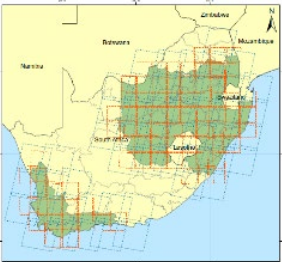 Zimbabwe
Botswana
Mozambique
Namibia
Swaziland
South Africa
Lesotho
N